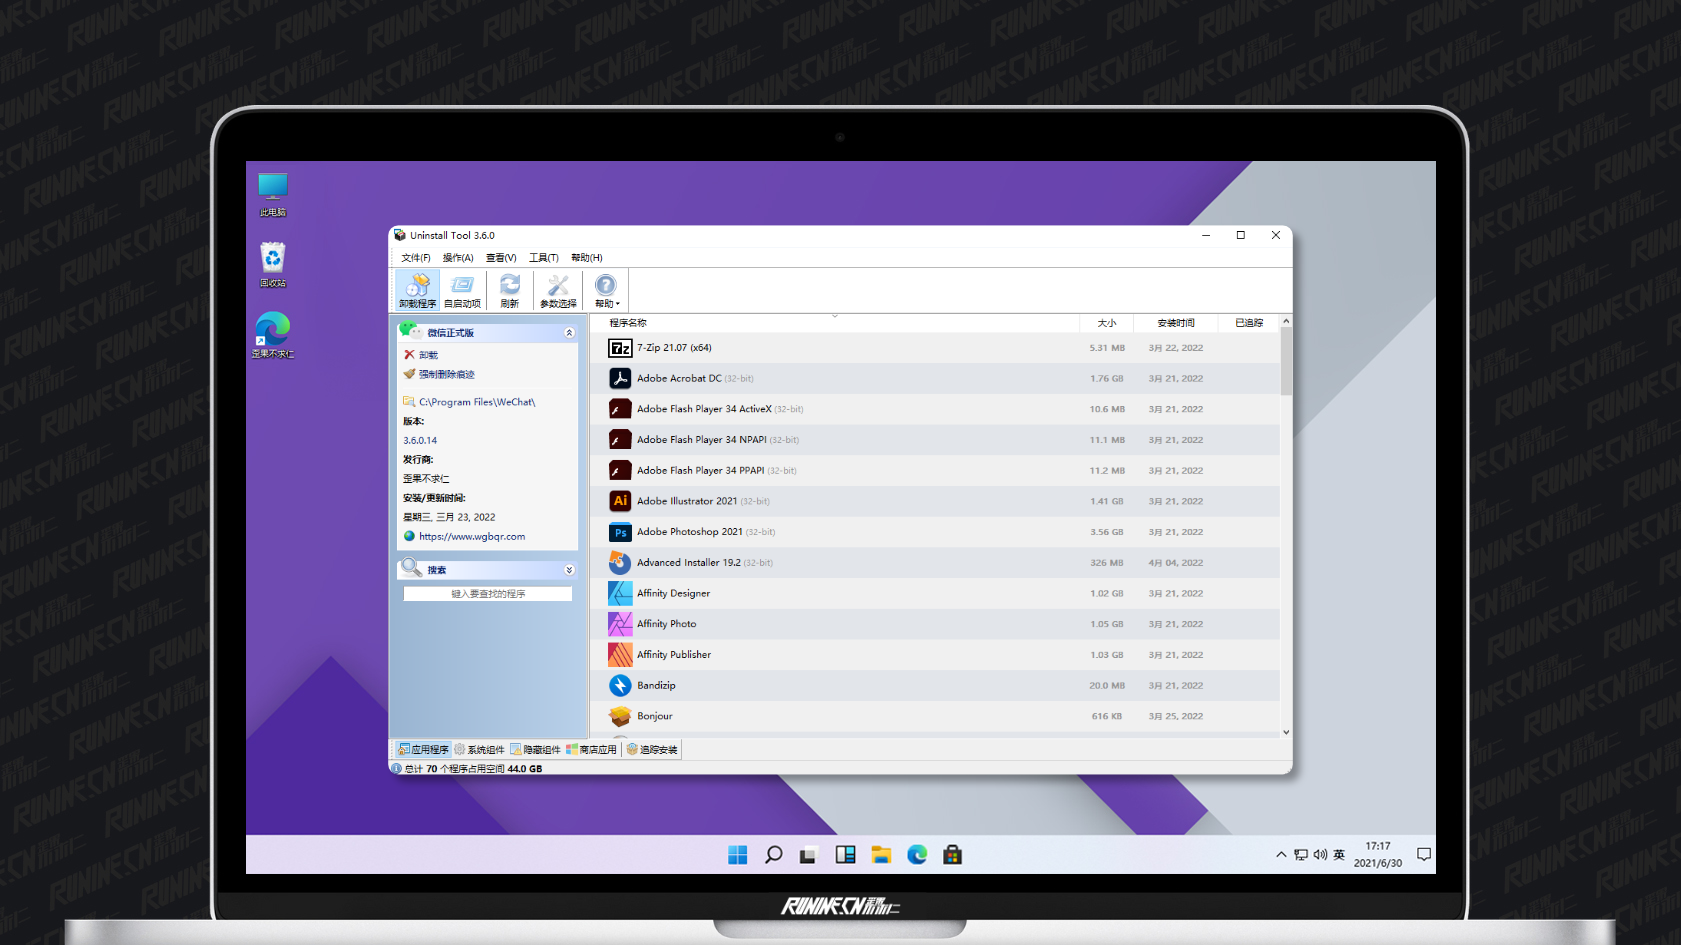 此电脑
回收站
歪果不求仁
Uninstall Tool 3.6.0
文件(F) 操作(A) 查看(V) 工具(T) 帮助(H)
卸载程序 自启动项 刷新 参数选择 帮助
微信正式版
卸载
强制删除痕迹
C:\Program Files\WeChat\
版本:
3.6.0.14
发行商:
歪果不求仁
安装/更新时间:
星期三, 三月 23, 2022
https://www.wgbqr.com
搜索
键入要查找的程序
程序名称 大小 安装时间 已追踪
7-Zip 21.07 (x64) 5.31 MB 3月 22, 2022
Adobe Acrobat DC (32-bit) 1.76 GB 3月 21, 2022
Adobe Flash Player 34 ActiveX (32-bit) 10.6 MB 3月 21, 2022
Adobe Flash Player 34 NPAPI (32-bit) 11.1 MB 3月 21, 2022
Adobe Flash Player 34 PPAPI (32-bit) 11.2 MB 3月 21, 2022
Adobe Illustrator 2021 (32-bit) 1.41 GB 3月 21, 2022
Adobe Photoshop 2021 (32-bit) 3.56 GB 3月 21, 2022
Advanced Installer 19.2 (32-bit) 326 MB 4月 04, 2022
Affinity Designer 1.02 GB 3月 21, 2022
Affinity Photo 1.05 GB 3月 21, 2022
Affinity Publisher 1.03 GB 3月 21, 2022
Bandizip 20.0 MB 3月 21, 2022
Bonjour 616 KB 3月 25, 2022
应用程序 系统组件 隐藏组件 商店应用 追踪安装
总计 70 个程序占用空间 44.0 GB
英
17:17
2021/6/30